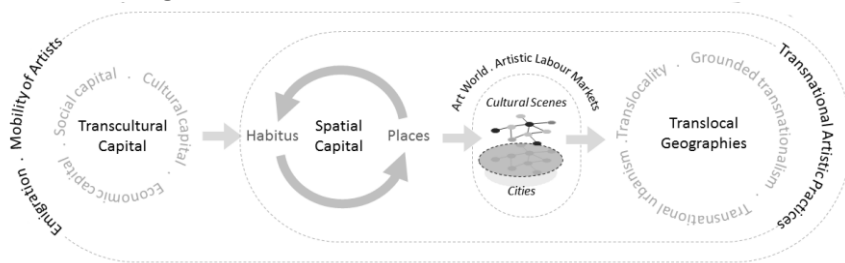 Emigration · Mobility of Artists
Social capital · Cultural capital · Economic capital ·
Transcultural
Capital
Habitus
Spatial
Capital
Places
Art World . Artistic Labour Markets
Cultural Scenes
Cities
Translocality · Grounded transnationalism · Transnational urbanism ·
Translocal
Geographies
Transnational Artistic Practices